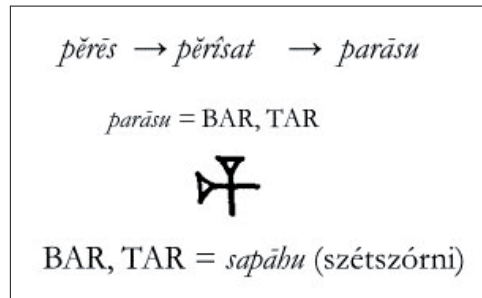 pĕrēs → pĕrîsat → parāsu
parāsu = BAR, TAR
𒁇
BAR, TAR = sapāhu (szétszórni)